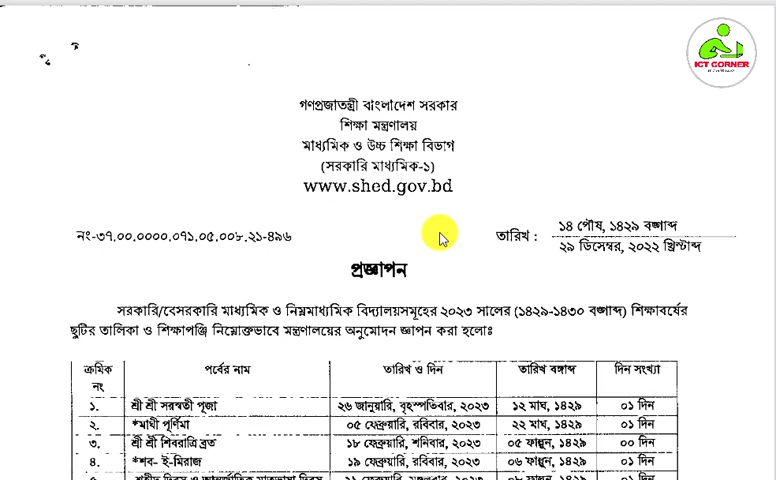 ICT CORNER
গণপ্রজাতন্ত্রী বাংলাদেশ সরকার
শিক্ষা মন্ত্রণালয়
মাধ্যমিক ও উচ্চ শিক্ষা বিভাগ
(সরকারি মাধ্যমিক-১)
www.shed.gov.bd
নং-৩৭.০০.০০০০.০৭১.০৫.০০৮.২১-৪৯৬
তারিখ : ১৪ পৌষ, ১৪২৯ বঙ্গাব্দ
২৯ ডিসেম্বর, ২০২২ খ্রিস্টাব্দ
প্রজ্ঞাপন
সরকারি/বেসরকারি মাধ্যমিক ও নিম্নমাধ্যমিক বিদ্যালয়সমূহের ২০২৩ সালের (১৪২৯-১৪৩০ বঙ্গাব্দ) শিক্ষাবর্ষের
ছুটির তালিকা ও শিক্ষাপঞ্জি নিম্নোক্তভাবে মন্ত্রণালয়ের অনুমোদন জ্ঞাপন করা হলোঃ
ক্রমিক নং পর্বের নাম তারিখ ও দিন তারিখ বঙ্গাব্দ দিন সংখ্যা
১. শ্রী শ্রী সরস্বতী পূজা ২৬ জানুয়ারি, বৃহস্পতিবার, ২০২৩ ১২ মাঘ, ১৪২৯ ০১ দিন
২. *মাঘী পূর্ণিমা ০৫ ফেব্রুয়ারি, রবিবার, ২০২৩ ২২ মাঘ, ১৪২৯ ০১ দিন
৩. শ্রী শ্রী শিবরাত্রি ব্রত ১৮ ফেব্রুয়ারি, শনিবার, ২০২৩ ০৫ ফাল্গুন, ১৪২৯ ০০ দিন
৪. *শব- ই-মিরাজ ১৯ ফেব্রুয়ারি, রবিবার, ২০২৩ ০৬ ফাল্গুন, ১৪২৯ ০১ দিন